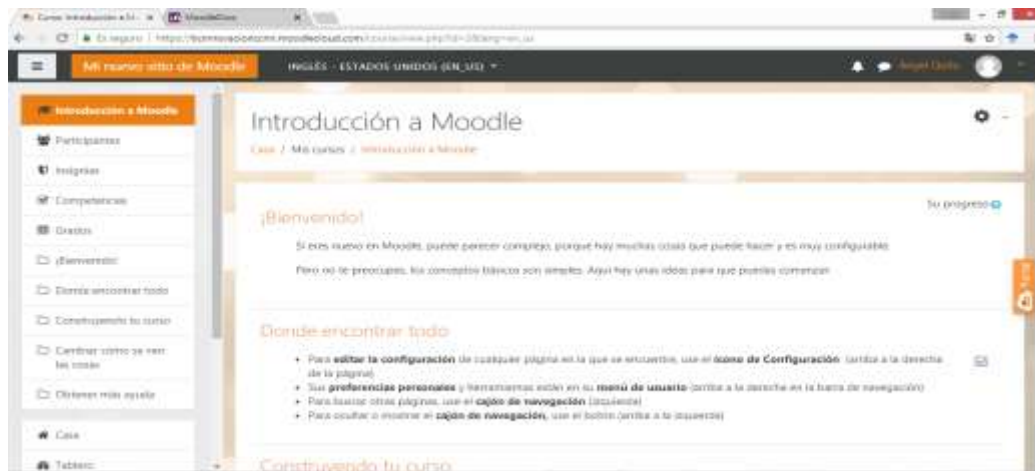 Curso: Introducción a M
MoodleCloud
Es seguro
Mi nuevo sitio de Moodle
INGLÉS - ESTADOS UNIDOS (EN_US)
Introducción a Moodle
Participantes
Insignias
Competencias
Grados
¡Bienvenido!
Donde encontrar todo
Construyendo tu curso
Cambiar cómo se ven
las cosas
Obtener más ayuda
Casa
Tablero
Introducción a Moodle
Casa / Mis cursos / Introducción a Moodle
Su progreso
¡Bienvenido!
Si eres nuevo en Moodle, puede parecer complejo, porque hay muchas cosas que puede hacer y es muy configurable.
Pero no te preocupes, los conceptos básicos son simples. Aquí hay unas ideas para que puedas comenzar.
Donde encontrar todo
Para editar la configuración de cualquier página en la que se encuentre, use el ícono de Configuración (arriba a la derecha
de la página)
Sus preferencias personales y herramientas están en su menú de usuario (arriba a la derecha en la barra de navegación)
Para buscar otras páginas, use el cajón de navegación (izquierda)
Para ocultar o mostrar el cajón de navegación, use el botón (arriba a la izquierda)
Construyendo tu curso